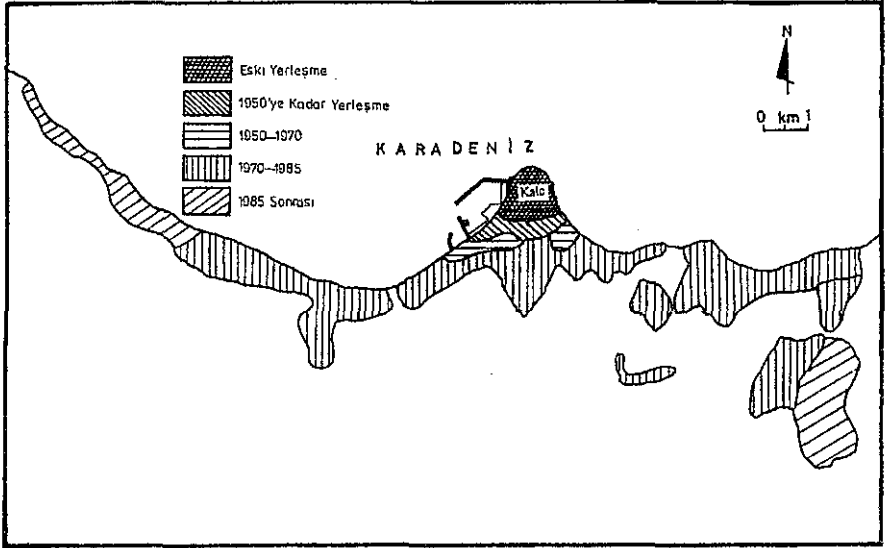 N
0 km 1
Eski Yerleşme
1950'ye Kadar Yerleşme
1950–1970
1970–1985
1985 Sonrası
KARADENİZ
Kale